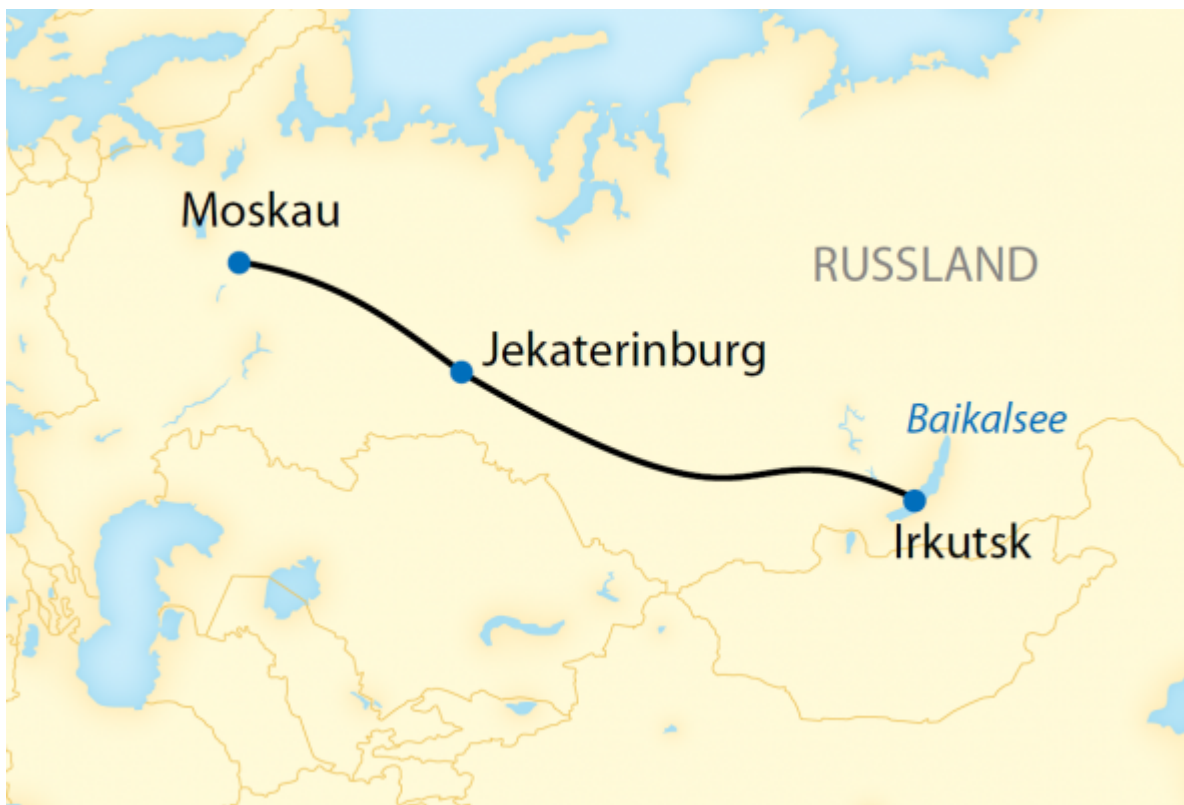 Moskau
RUSSLAND
Jekaterinburg
Baikalsee
Irkutsk